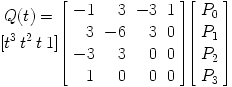 Q(t) =
[t³ t² t 1] [ −1 3 −3 1 ] [ P₀ ]
[ 3 −6 3 0 ] [ P₁ ]
[ −3 3 0 0 ] [ P₂ ]
[ 1 0 0 0 ] [ P₃ ]